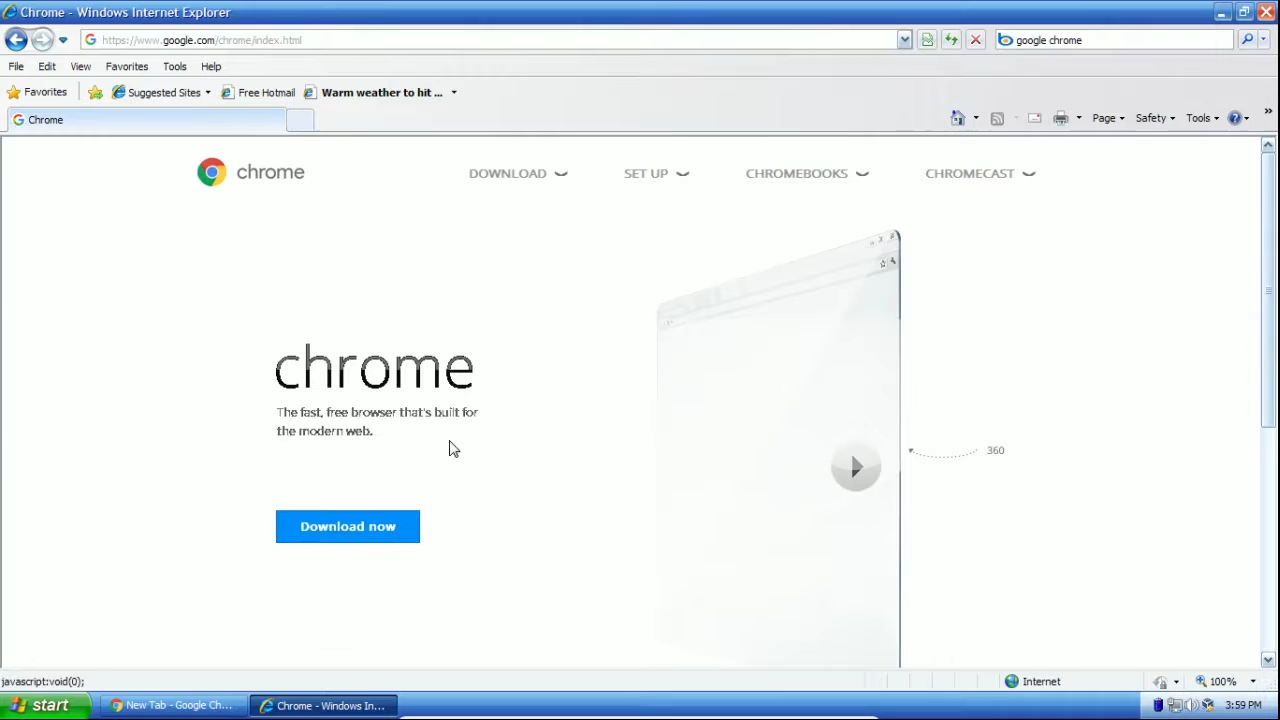 Chrome - Windows Internet Explorer
https://www.google.com/chrome/index.html
google chrome
File Edit View Favorites Tools Help
Favorites Suggested Sites Free Hotmail Warm weather to hit ...
Chrome
Page Safety Tools
chrome
DOWNLOAD SET UP CHROMEBOOKS CHROMECAST
chrome
The fast, free browser that's built for
the modern web.
360
Download now
javascript:void(0);
Internet
100%
start
New Tab - Google Ch...
Chrome - Windows In...
3:59 PM